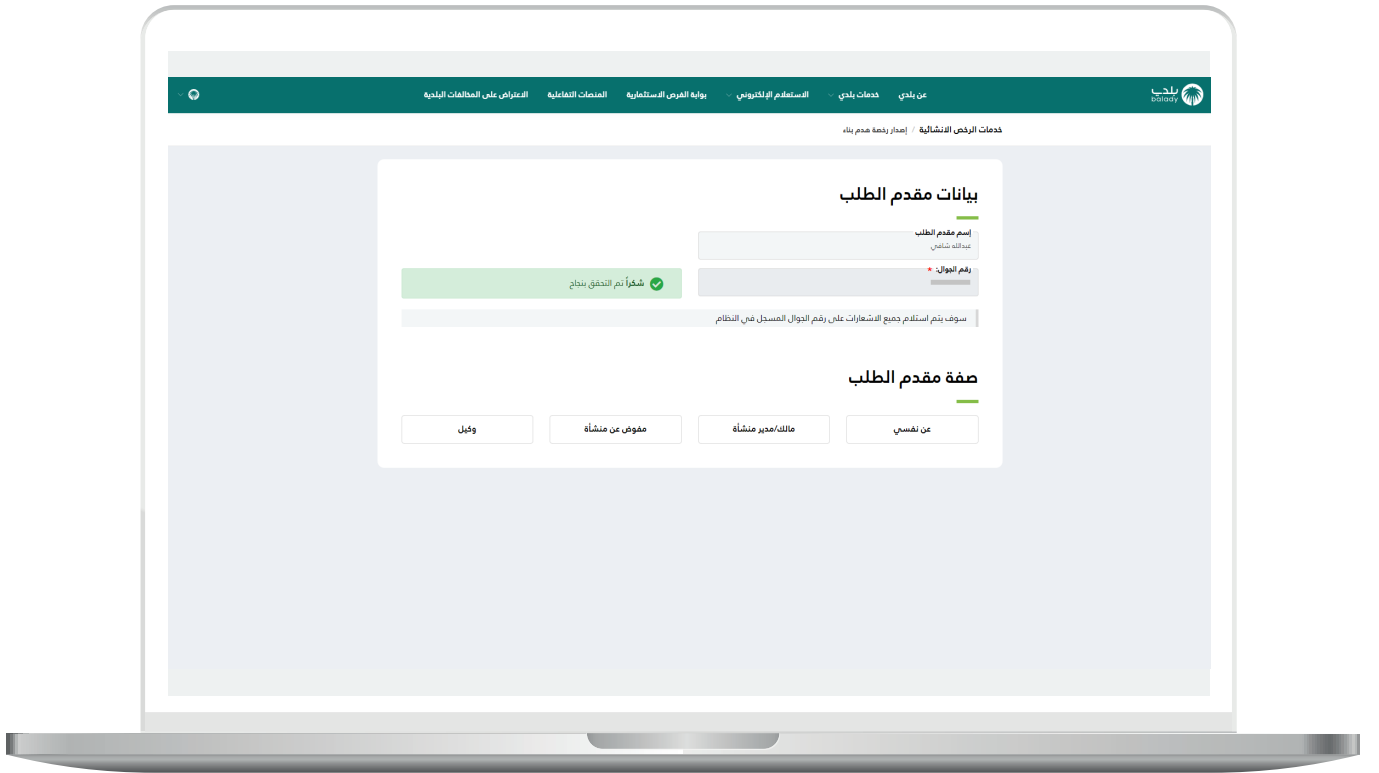 بلدي
balady
عن بلدي
خدمات بلدي
الاستعلام الإلكتروني
بوابة الفرص الاستثمارية
المنصات التفاعلية
الاعتراض على المخالفات البلدية
خدمات الرخص الانشائية / إصدار رخصة هدم بناء
بيانات مقدم الطلب
إسم مقدم الطلب
عبدالله شافي
رقم الجوال: *
شكراً تم التحقق بنجاح
سوف يتم استلام جميع الاشعارات على رقم الجوال المسجل في النظام
صفة مقدم الطلب
عن نفسي
مالك/مدير منشأة
مفوض عن منشأة
وكيل